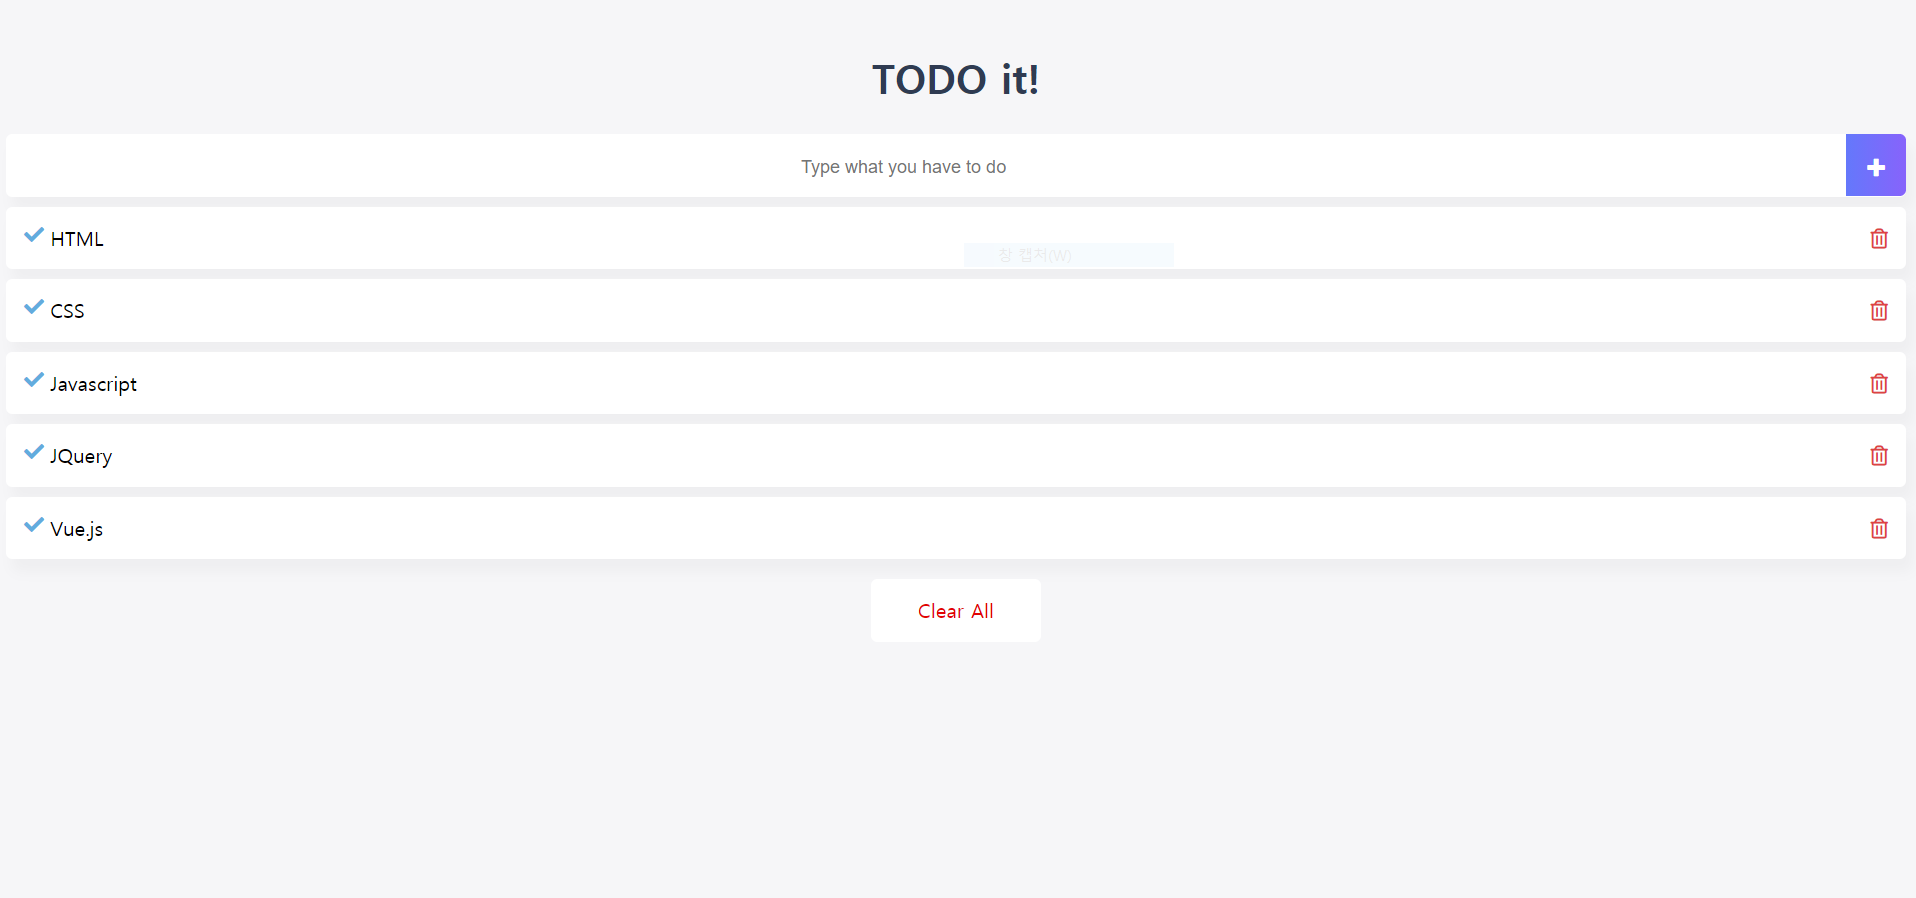 TODO it!
Type what you have to do
HTML
창 캡처(W)
CSS
Javascript
JQuery
Vue.js
Clear All